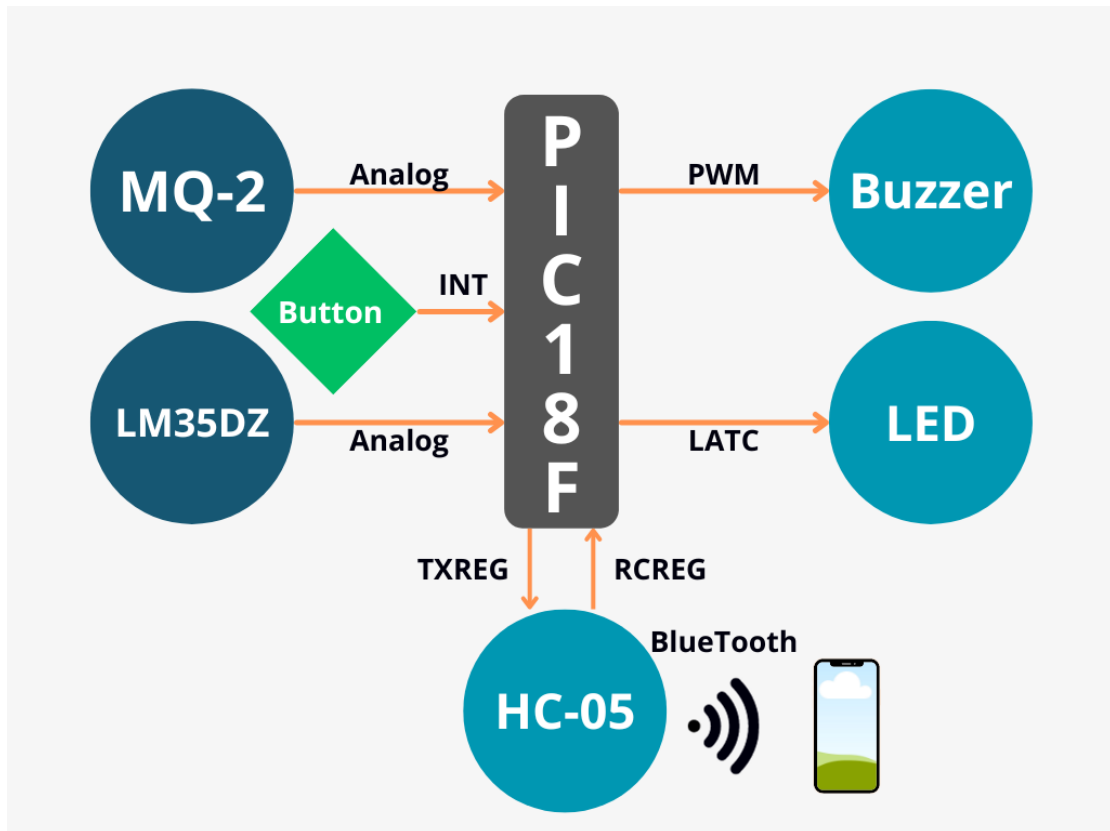 MQ-2
Analog
P
I
C
1
8
F
PWM
Buzzer
Button
INT
LM35DZ
Analog
LATC
LED
TXREG
RCREG
HC-05
BlueTooth